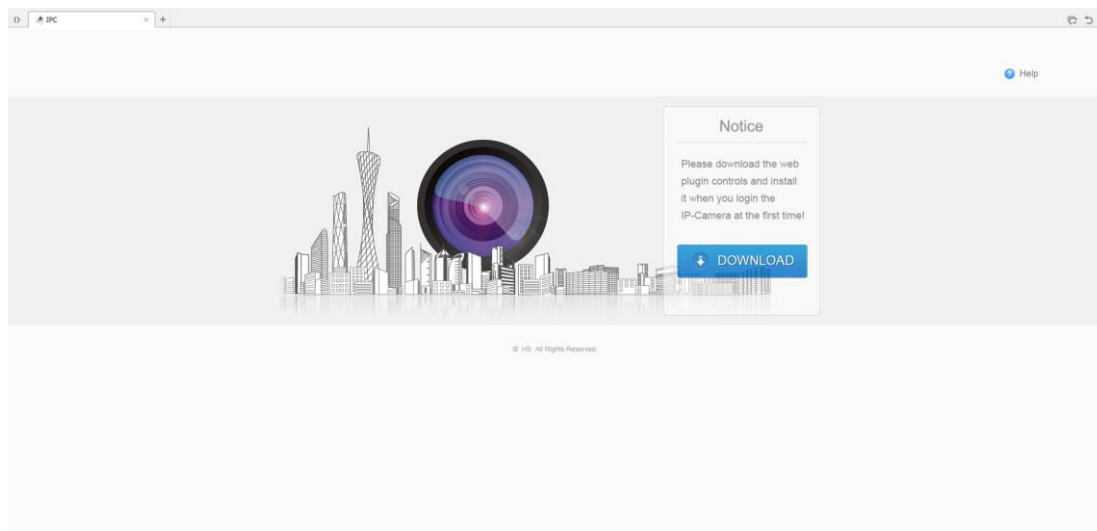 IPC
Help
Notice
Please download the web
plugin controls and install
it when you login the
IP-Camera at the first time!
DOWNLOAD
© HS All Rights Reserved.